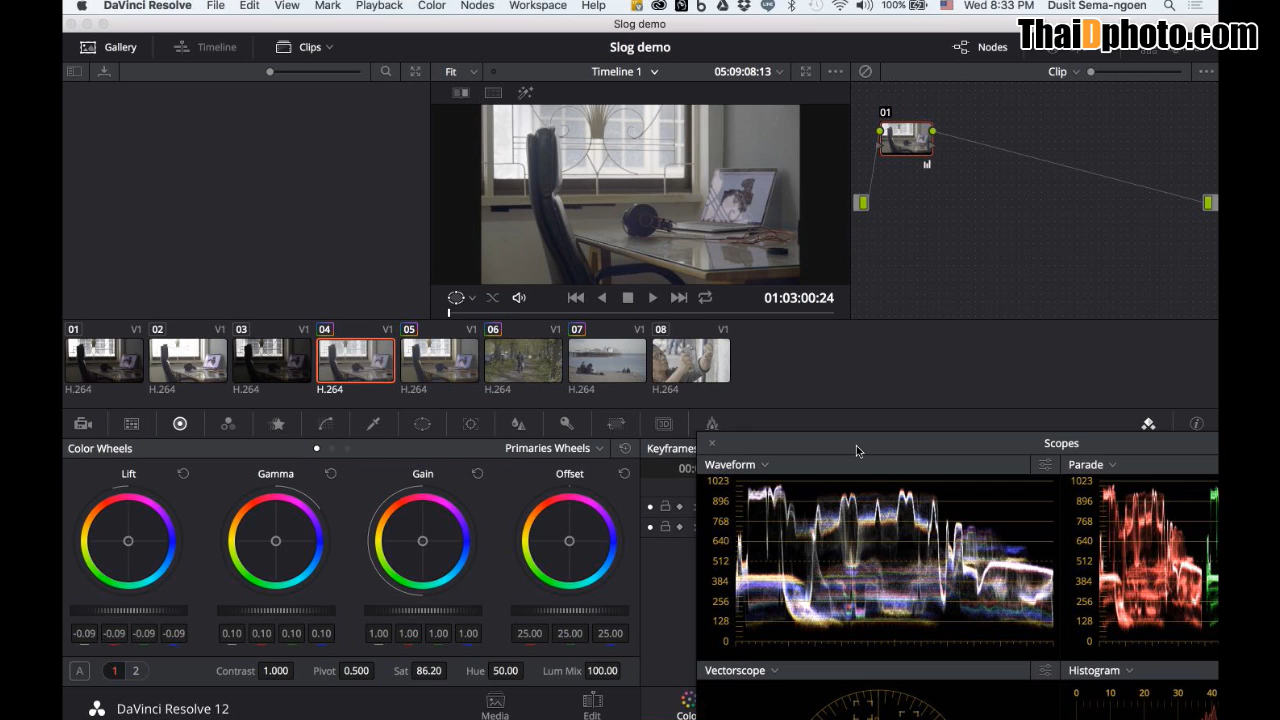 DaVinci Resolve File Edit View Mark Playback Color Nodes Workspace Help 100% Wed 8:33 PM Dusit Sema-ngoen
Slog demo
ThaiDphoto.com
Gallery Timeline Clips Slog demo Nodes
Fit Timeline 1 05:09:08:13 Clip
01
01:03:00:24
01 V1 02 V1 03 V1 04 V1 05 V1 06 V1 07 V1 08 V1
H.264 H.264 H.264 H.264 H.264 H.264 H.264 H.264
3D
Color Wheels Primaries Wheels Keyframes Scopes
Waveform Parade
Lift Gamma Gain Offset 00:
1023 1023
896 896
768 768
640 640
512 512
384 384
256 256
128 128
0 0
-0.09 -0.09 -0.09 -0.09 0.10 0.10 0.10 0.10 1.00 1.00 1.00 1.00 25.00 25.00 25.00
A 1 2 Contrast 1.000 Pivot 0.500 Sat 86.20 Hue 50.00 Lum Mix 100.00
Vectorscope Histogram
0 10 20 30 40
DaVinci Resolve 12
Media Edit Colo